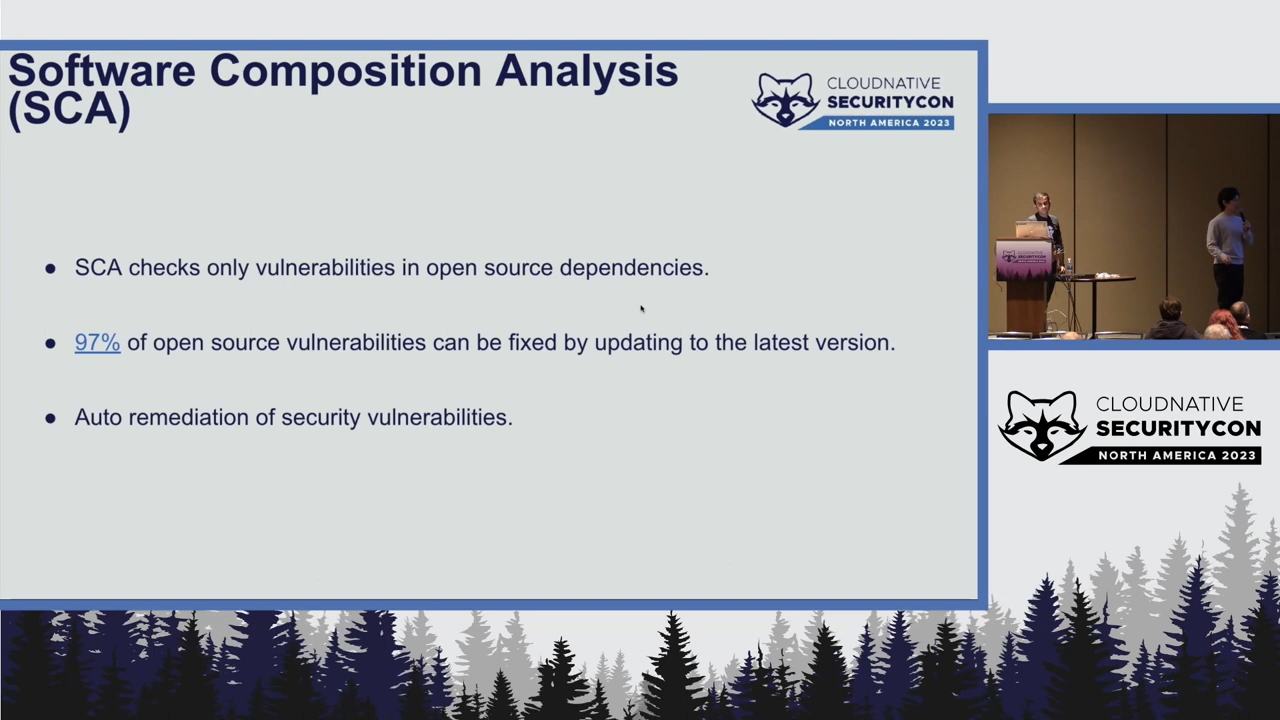 Software Composition Analysis
(SCA)
CLOUDNATIVE
SECURITYCON
NORTH AMERICA 2023
● SCA checks only vulnerabilities in open source dependencies.
● 97% of open source vulnerabilities can be fixed by updating to the latest version.
● Auto remediation of security vulnerabilities.
CLOUDNATIVE
SECURITYCON
NORTH AMERICA 2023